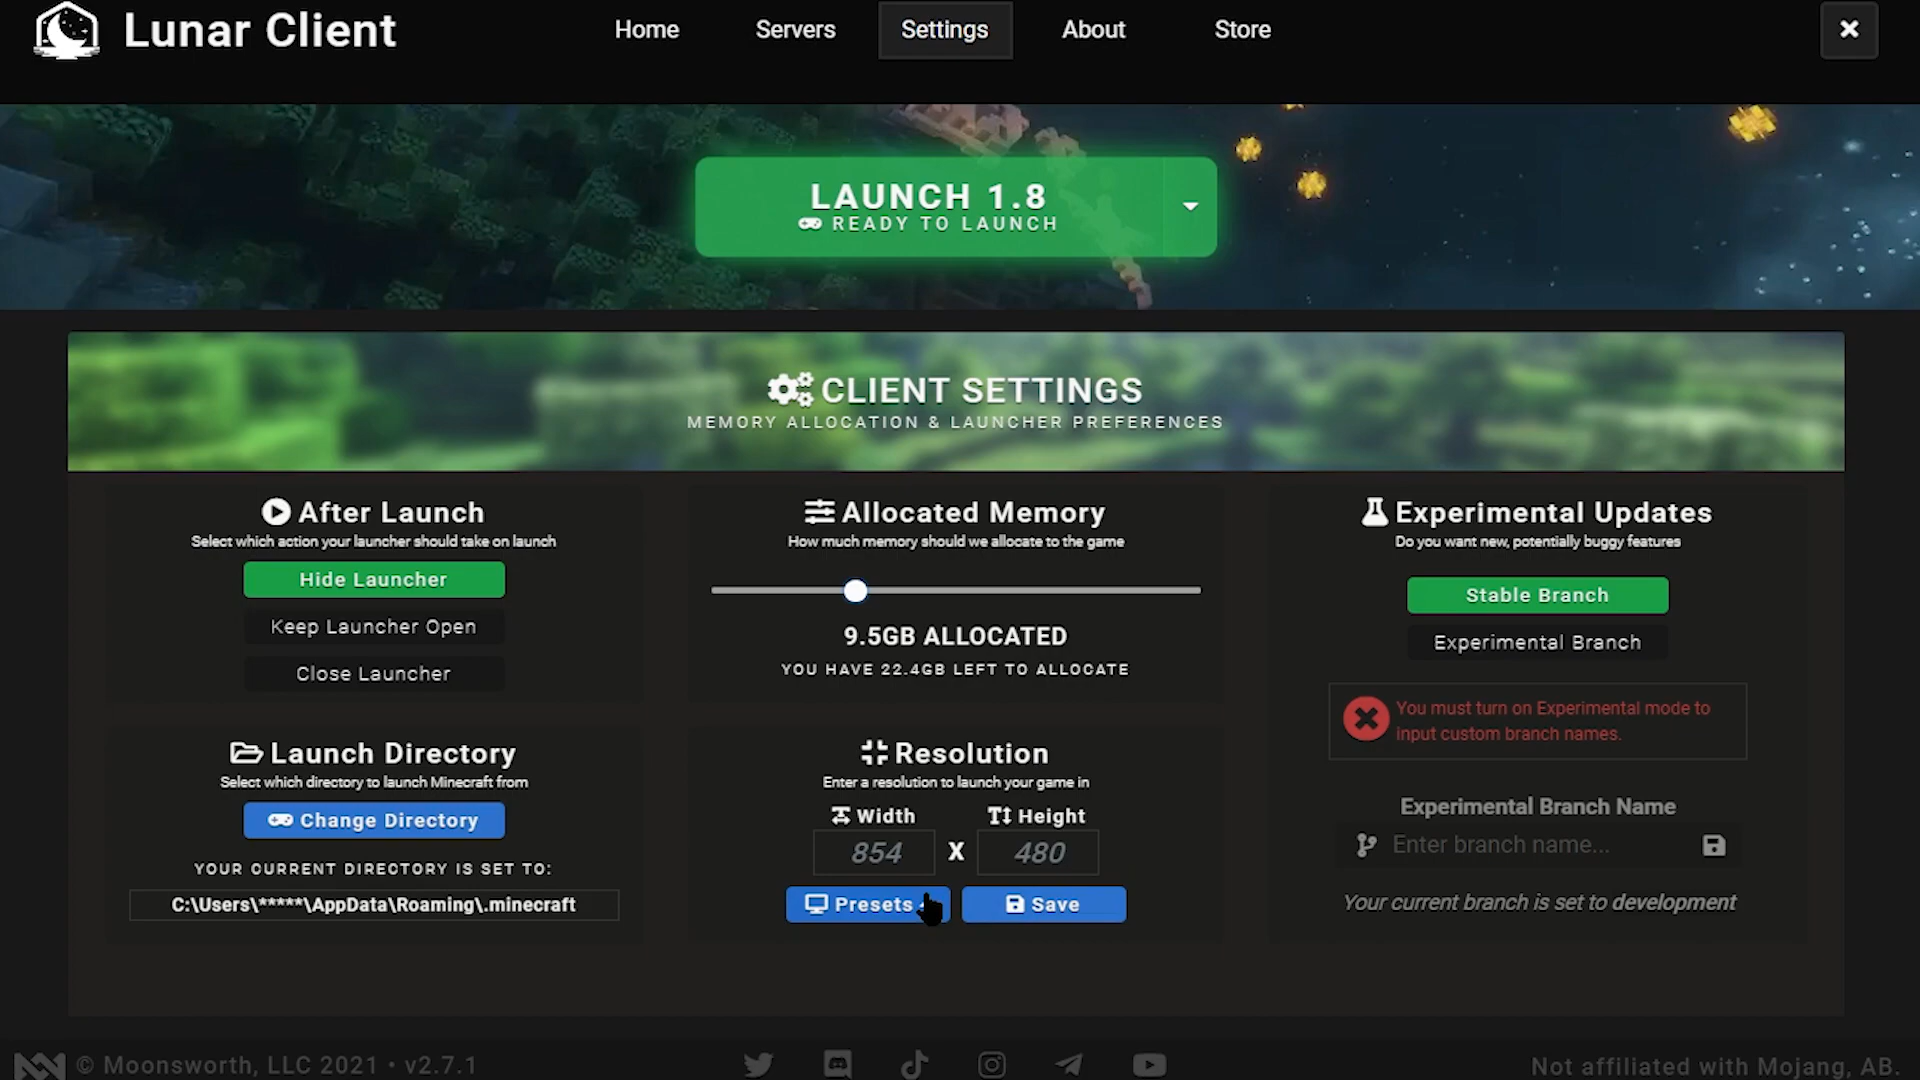 Lunar Client
Home
Servers
Settings
About
Store
LAUNCH 1.8
READY TO LAUNCH
CLIENT SETTINGS
MEMORY ALLOCATION & LAUNCHER PREFERENCES
After Launch
Select which action your launcher should take on launch
Hide Launcher
Keep Launcher Open
Close Launcher
Allocated Memory
How much memory should we allocate to the game
9.5GB ALLOCATED
YOU HAVE 22.4GB LEFT TO ALLOCATE
Experimental Updates
Do you want new, potentially buggy features
Stable Branch
Experimental Branch
You must turn on Experimental mode to
input custom branch names.
Experimental Branch Name
Enter branch name...
Your current branch is set to development
Launch Directory
Select which directory to launch Minecraft from
Change Directory
YOUR CURRENT DIRECTORY IS SET TO:
C:\Users\*****\AppData\Roaming\.minecraft
Resolution
Enter a resolution to launch your game in
Width
Height
854 X 480
Presets
Save
© Moonsworth, LLC 2021 • v2.7.1
Not affiliated with Mojang, AB.